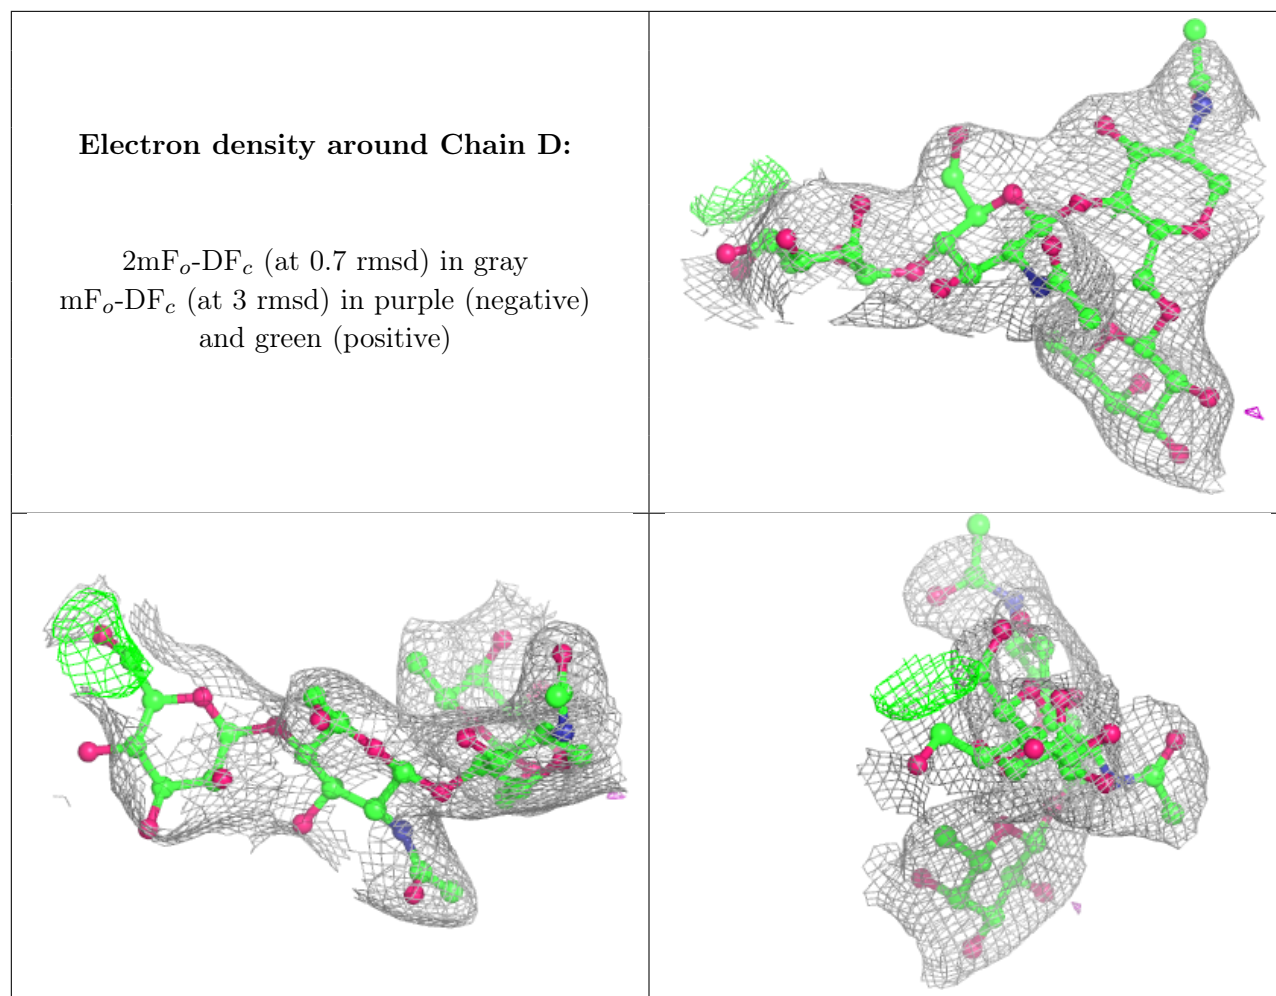 Electron density around Chain D:
2mFo-DFc (at 0.7 rmsd) in gray
mFo-DFc (at 3 rmsd) in purple (negative)
and green (positive)